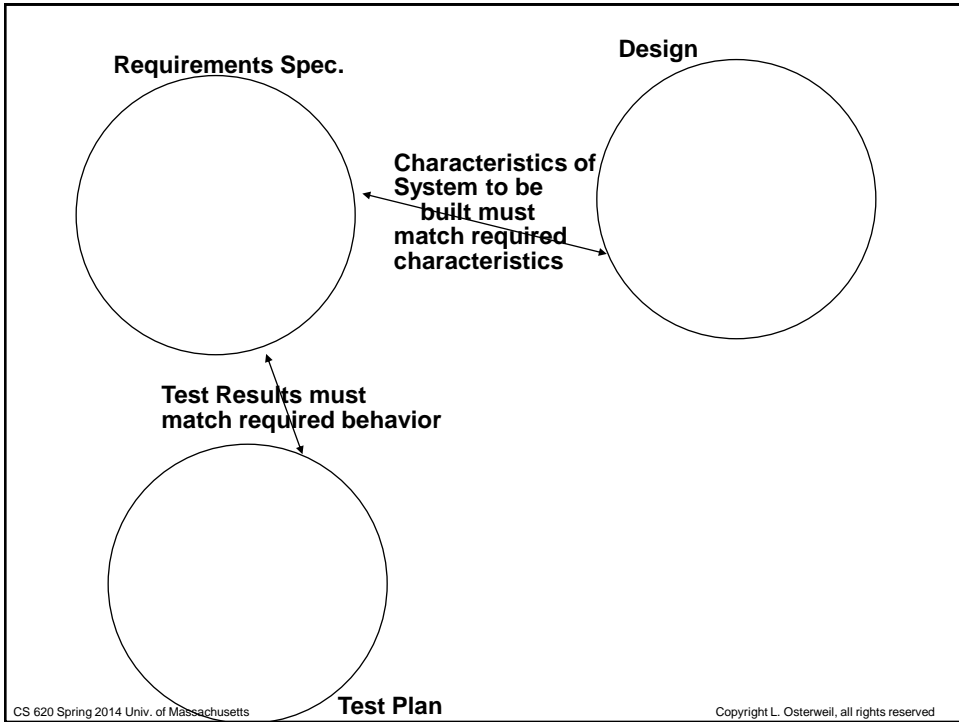 Requirements Spec.
Design
Characteristics of
System to be
built must
match required
characteristics
Test Results must
match required behavior
Test Plan
CS 620 Spring 2014 Univ. of Massachusetts
Copyright L. Osterweil, all rights reserved